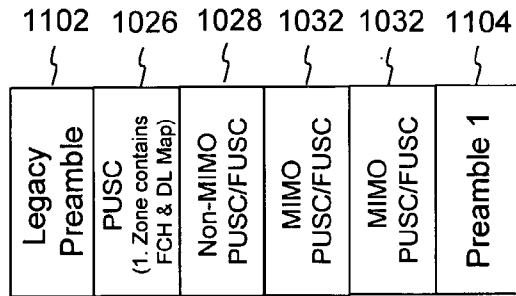 1102 1026 1028 1032 1032 1104
Legacy
Preamble
PUSC
(1. Zone contains
FCH & DL Map)
Non-MIMO
PUSC/FUSC
MIMO
PUSC/FUSC
MIMO
PUSC/FUSC
Preamble 1